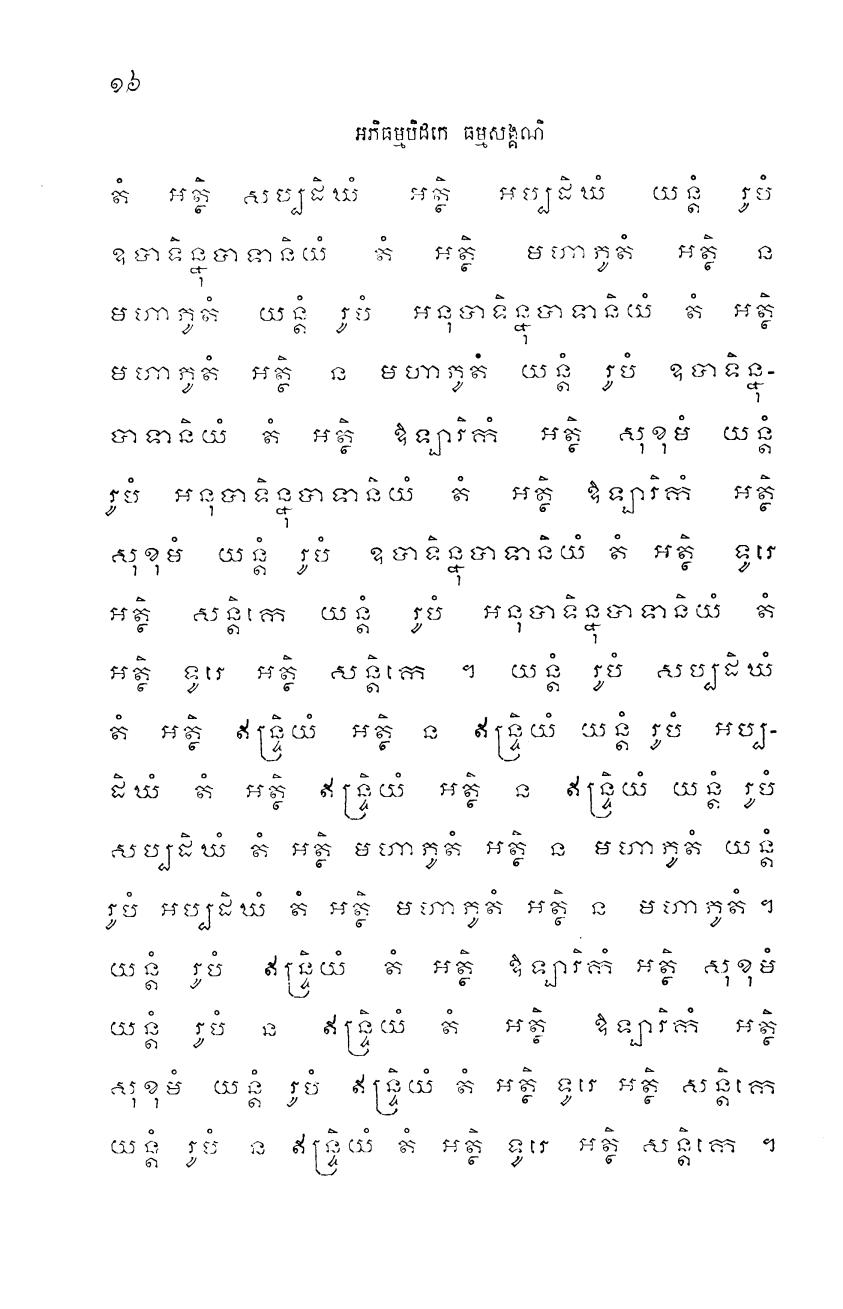 ១៦
អភិធម្មបិដកេ ធម្មសង្គណិ
តំ អត្ថិ សប្បដិឃំ អត្ថិ អប្បដិឃំ យន្តំ រូបំ
ឧបាទិន្នុបាទានិយំ តំ អត្ថិ មហាភូតំ អត្ថិ ន
មហាភូតំ យន្តំ រូបំ អនុបាទិន្នុបាទានិយំ តំ អត្ថិ
មហាភូតំ អត្ថិ ន មហាភូតំ យន្តំ រូបំ ឧបាទិន្នុ-
បាទានិយំ តំ អត្ថិ ឱឡារិកំ អត្ថិ សុខុមំ យន្តំ
រូបំ អនុបាទិន្នុបាទានិយំ តំ អត្ថិ ឱឡារិកំ អត្ថិ
សុខុមំ យន្តំ រូបំ ឧបាទិន្នុបាទានិយំ តំ អត្ថិ ទូរេ
អត្ថិ សន្តិកេ យន្តំ រូបំ អនុបាទិន្នុបាទានិយំ តំ
អត្ថិ ទូរេ អត្ថិ សន្តិកេ ។ យន្តំ រូបំ សប្បដិឃំ
តំ អត្ថិ ឥន្ទ្រិយំ អត្ថិ ន ឥន្ទ្រិយំ យន្តំ រូបំ អប្ប-
ដិឃំ តំ អត្ថិ ឥន្ទ្រិយំ អត្ថិ ន ឥន្ទ្រិយំ យន្តំ រូបំ
សប្បដិឃំ តំ អត្ថិ មហាភូតំ អត្ថិ ន មហាភូតំ យន្តំ
រូបំ អប្បដិឃំ តំ អត្ថិ មហាភូតំ អត្ថិ ន មហាភូតំ ។
យន្តំ រូបំ ឥន្ទ្រិយំ តំ អត្ថិ ឱឡារិកំ អត្ថិ សុខុមំ
យន្តំ រូបំ ន ឥន្ទ្រិយំ តំ អត្ថិ ឱឡារិកំ អត្ថិ
សុខុមំ យន្តំ រូបំ ឥន្ទ្រិយំ តំ អត្ថិ ទូរេ អត្ថិ សន្តិកេ
យន្តំ រូបំ ន ឥន្ទ្រិយំ តំ អត្ថិ ទូរេ អត្ថិ សន្តិកេ ។